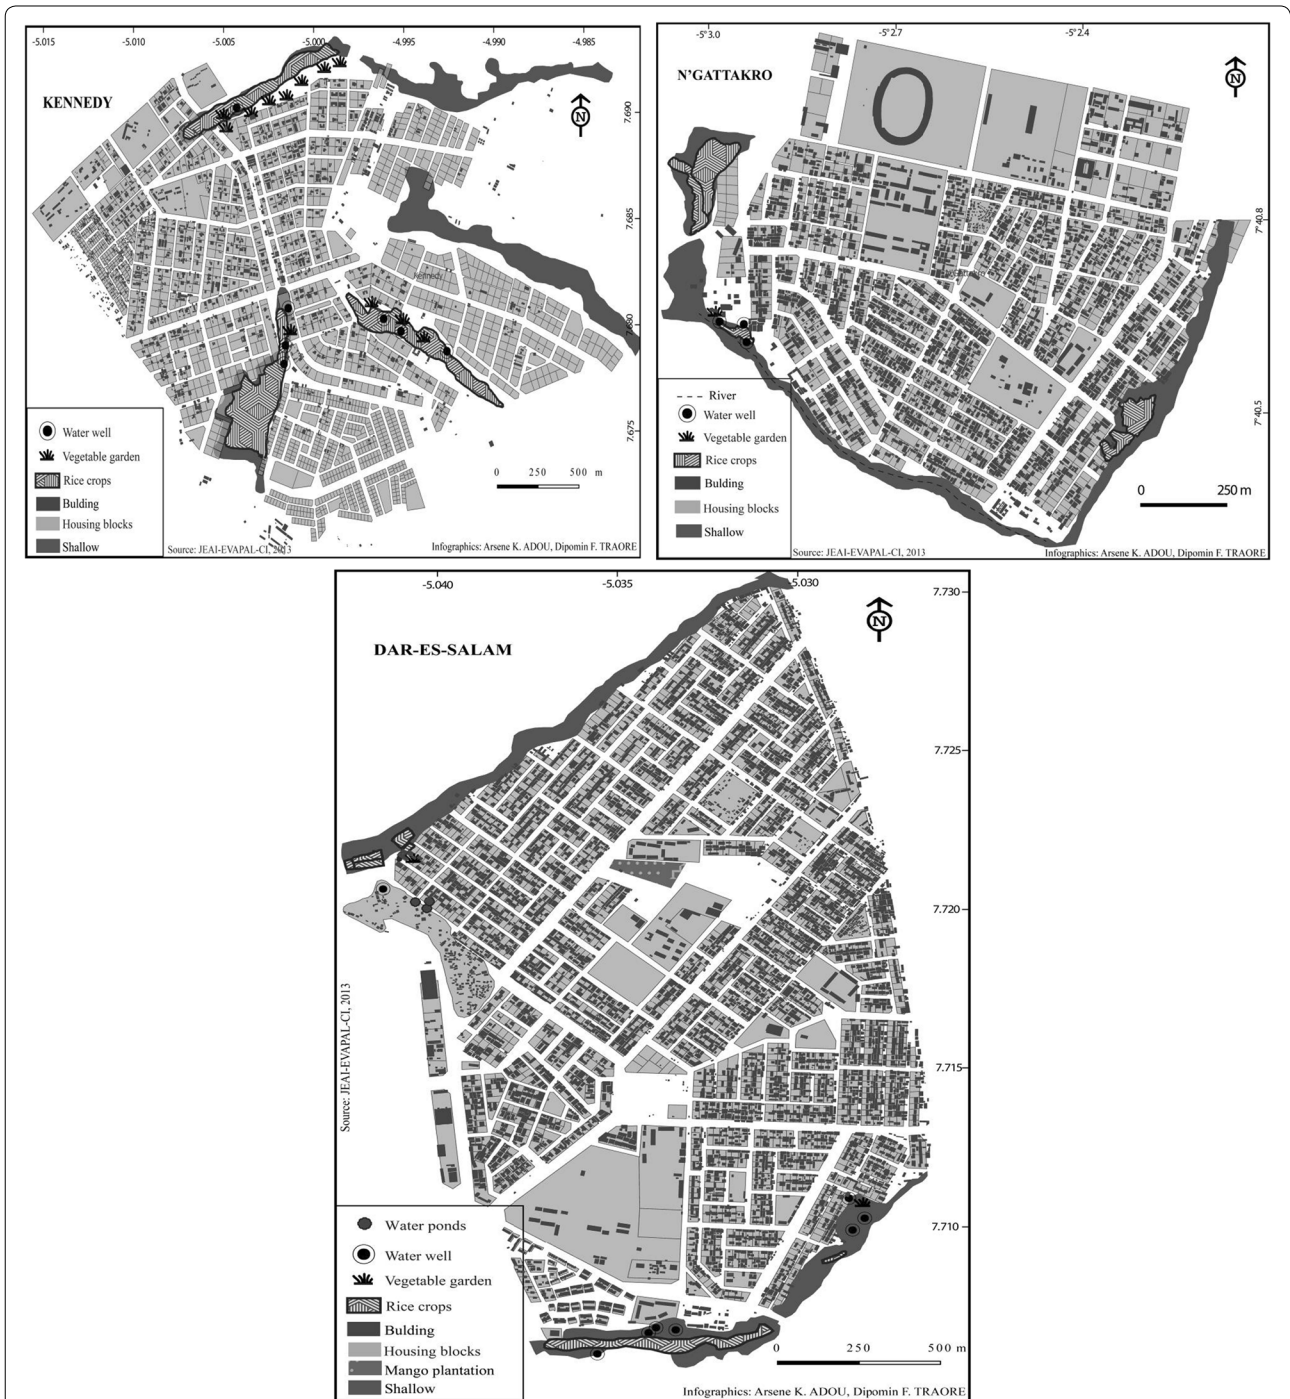 -5.015 -5.010 -5.005 -5.000 -4.995 -4.990 -4.985
KENNEDY
N
7.690
7.685
Kennedy
7.680
7.675
Water well
Vegetable garden
Rice crops
Bulding
Housing blocks
Shallow
0 250 500 m
Source: JEAI-EVAPAL-CI, 2013
Infographics: Arsene K. ADOU, Dipomin F. TRAORE
-5°3.0 -5°2.7 -5°2.4
N'GATTAKRO
N
7°40.8
N'Gattakro
7°40.5
River
Water well
Vegetable garden
Rice crops
Bulding
Housing blocks
Shallow
0 250 m
Source: JEAI-EVAPAL-CI, 2013
Infographics: Arsene K. ADOU, Dipomin F. TRAORE
-5.040 -5.035 -5.030
DAR-ES-SALAM
N
7.730
7.725
7.720
7.715
7.710
Source: JEAI-EVAPAL-CI, 2013
Water ponds
Water well
Vegetable garden
Rice crops
Bulding
Housing blocks
Mango plantation
Shallow
0 250 500 m
Infographics: Arsene K. ADOU, Dipomin F. TRAORE